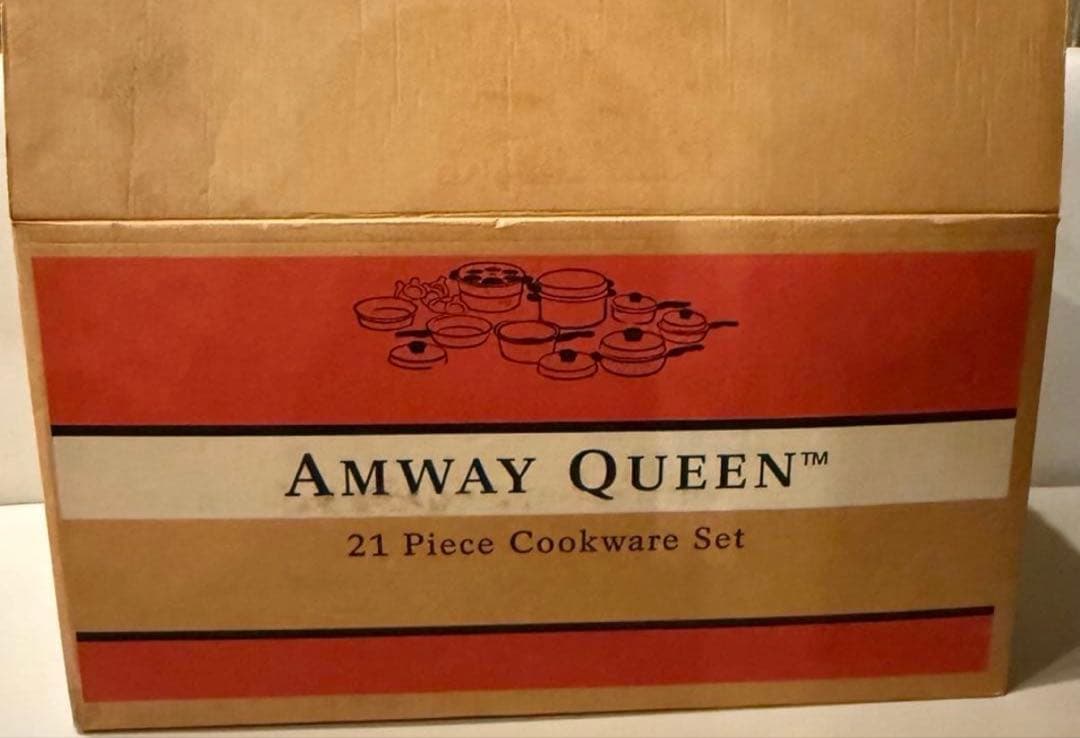 AMWAY QUEEN™
21 Piece Cookware Set